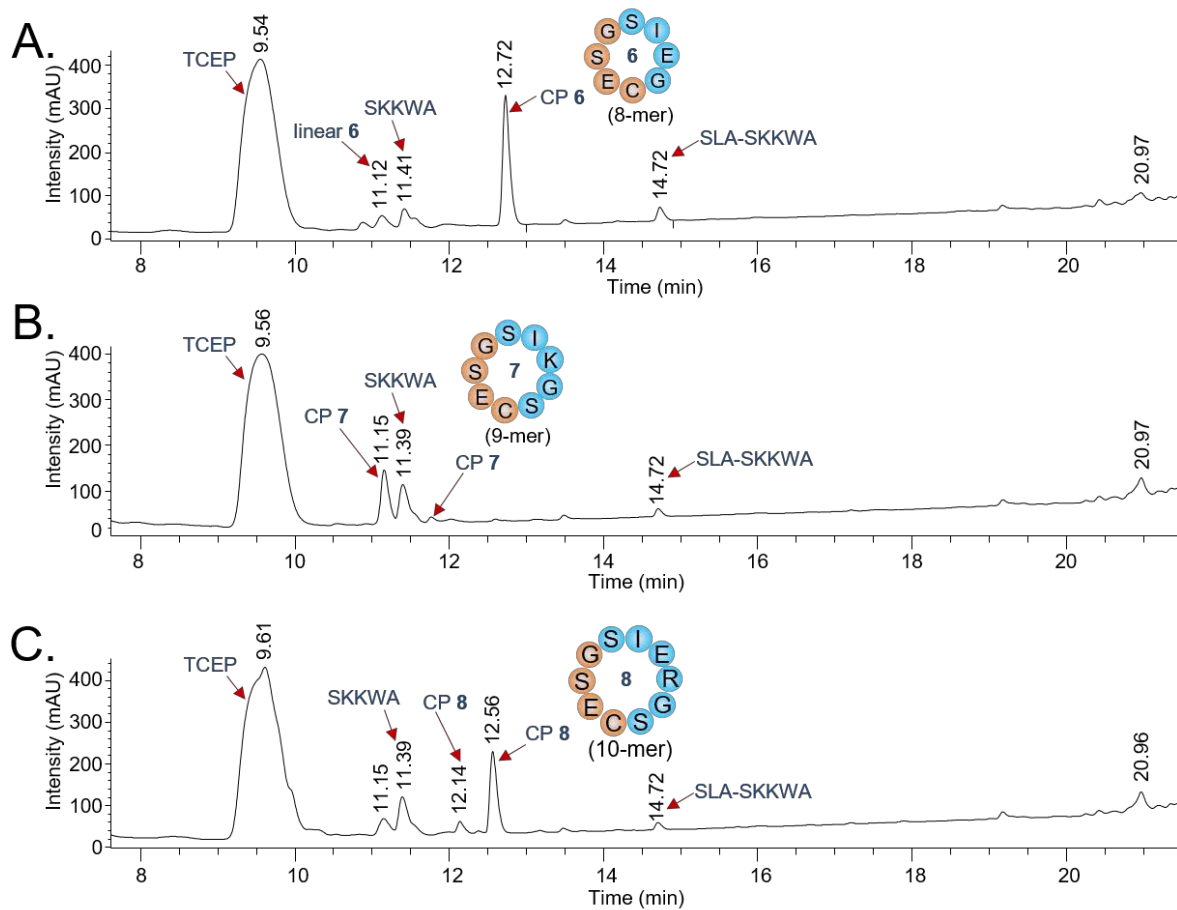 A.
Intensity (mAU)
400
300
200
100
0
TCEP
9.54
linear 6
11.12
SKKWA
11.41
12.72
CP 6
G S I E G C E S
6
(8-mer)
SLA-SKKWA
14.72
20.97
8 10 12 14 16 18 20
Time (min)
B.
Intensity (mAU)
400
300
200
100
0
TCEP
9.56
CP 7
11.15
SKKWA
11.39
CP 7
G S I K G S C E S
7
(9-mer)
SLA-SKKWA
14.72
20.97
8 10 12 14 16 18 20
Time (min)
C.
Intensity (mAU)
400
300
200
100
0
TCEP
9.61
11.15
SKKWA
11.39
CP 8
12.14
12.56
CP 8
G S I E R G S C E S
8
(10-mer)
SLA-SKKWA
14.72
20.96
8 10 12 14 16 18 20
Time (min)